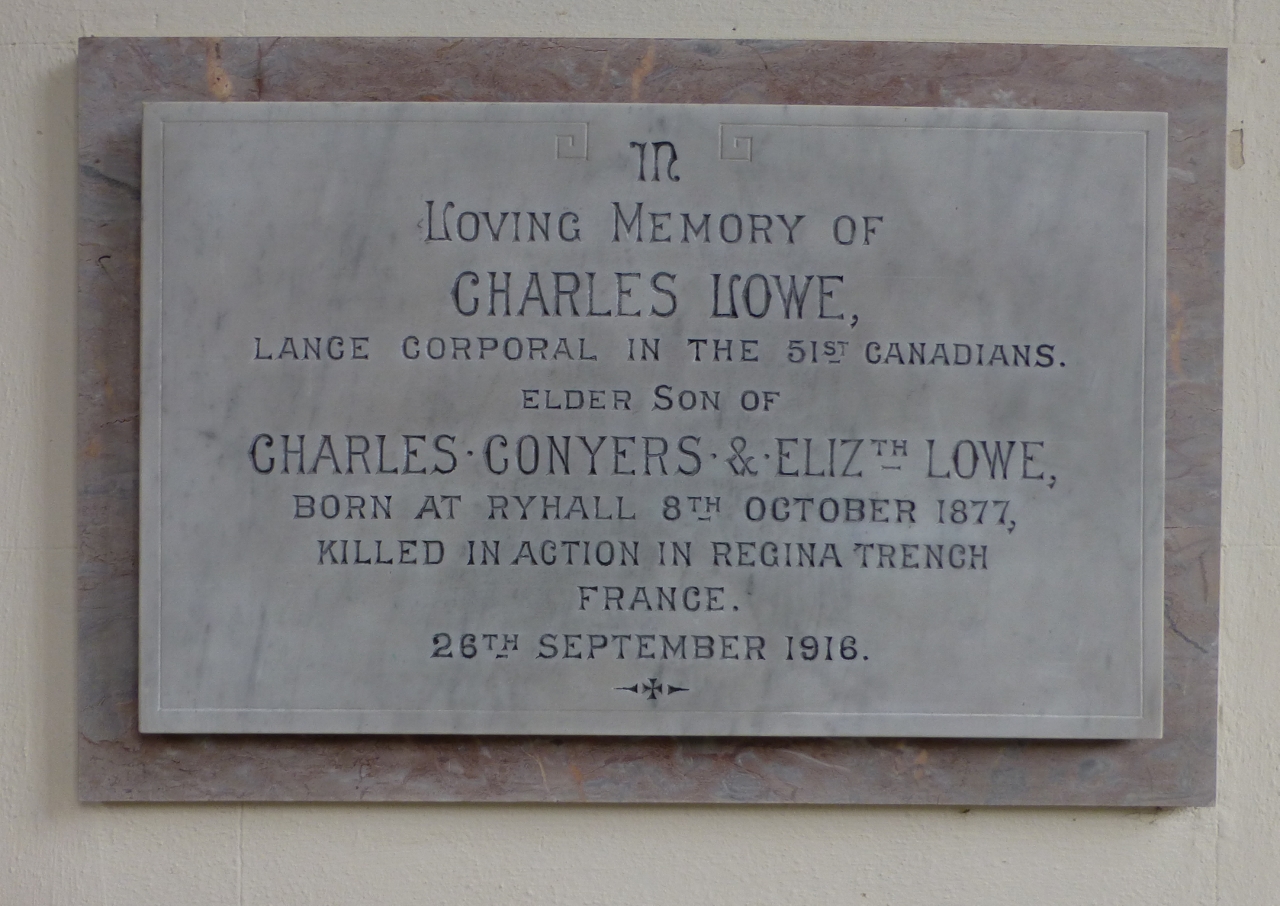 In
Loving Memory of
CHARLES LOWE,
LANCE CORPORAL IN THE 51ST CANADIANS.
ELDER SON OF
CHARLES·CONYERS·&·ELIZTH LOWE,
BORN AT RYHALL 8TH OCTOBER 1877,
KILLED IN ACTION IN REGINA TRENCH
FRANCE.
26TH SEPTEMBER 1916.